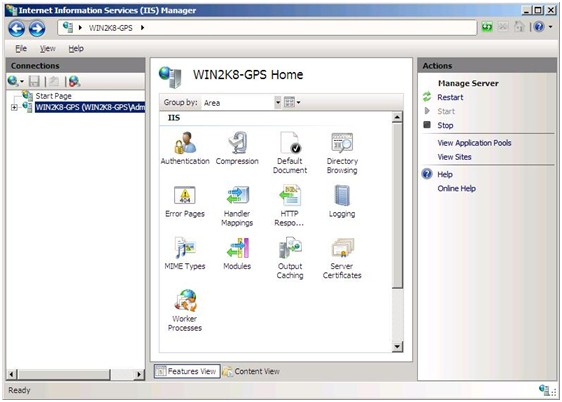 Internet Information Services (IIS) Manager
WIN2K8-GPS
File View Help
Connections
Start Page
WIN2K8-GPS (WIN2K8-GPS\Adm
WIN2K8-GPS Home
Group by: Area
IIS
Authentication Compression Default Document Directory Browsing
Error Pages Handler Mappings HTTP Respo... Logging
MIME Types Modules Output Caching Server Certificates
Worker Processes
Features View Content View
Actions
Manage Server
Restart
Start
Stop
View Application Pools
View Sites
Help
Online Help
Ready